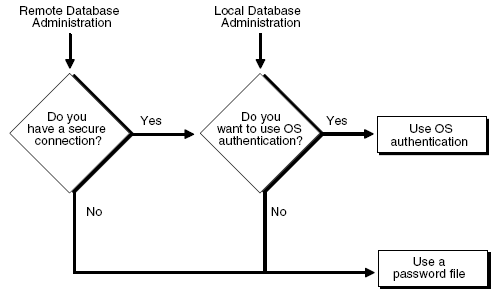 Remote Database
Administration
Local Database
Administration
Do you
have a secure
connection?
Yes
Do you
want to use OS
authentication?
Yes
Use OS
authentication
No
No
Use a
password file